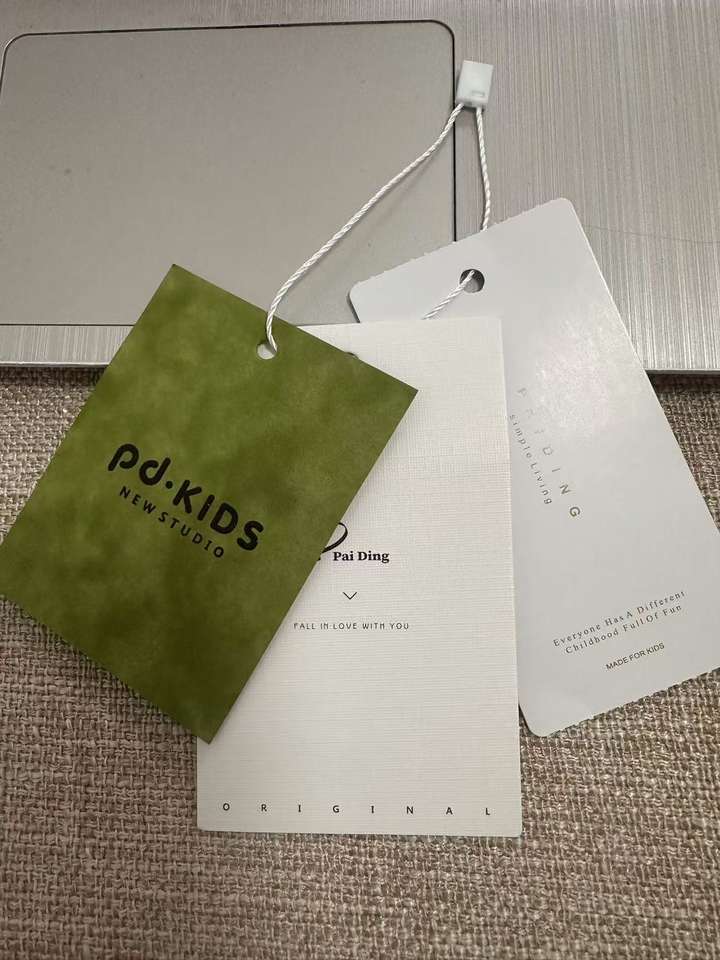 pd.KIDS
NEW STUDIO
Pai Ding
FALL IN LOVE WITH YOU
ORIGINAL
PAIDING
simple Living
Everyone Has A Different
Childhood Full Of Fun
MADE FOR KIDS